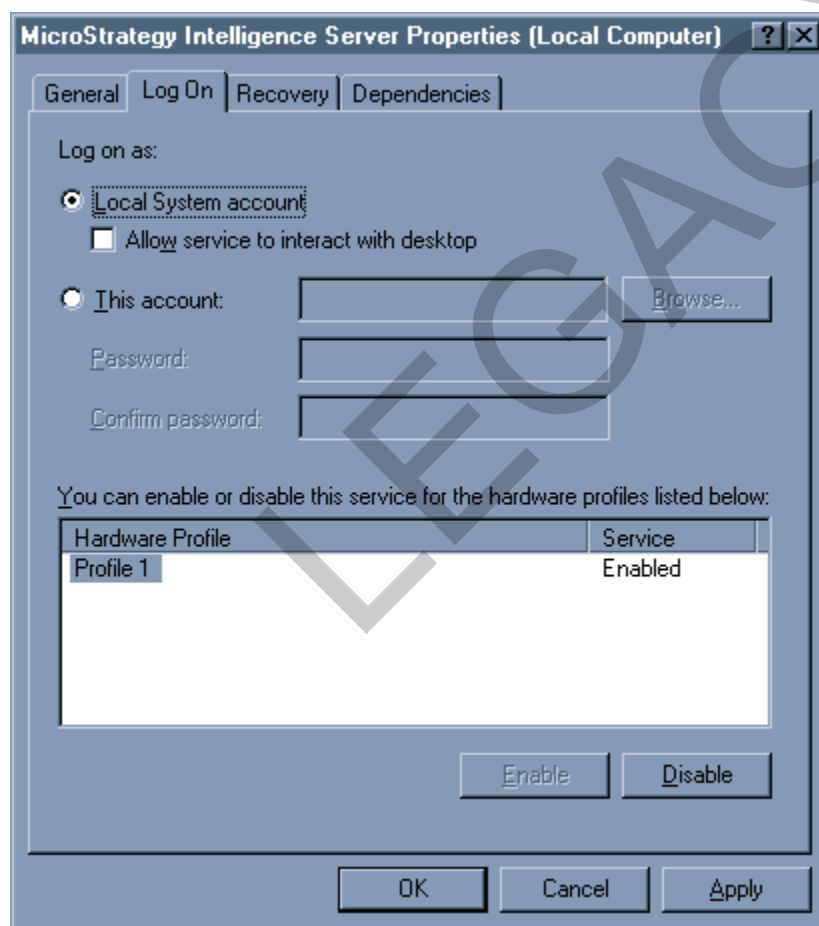 MicroStrategy Intelligence Server Properties (Local Computer) ? X
General Log On Recovery Dependencies
Log on as:
Local System account
Allow service to interact with desktop
This account: Browse...
Password:
Confirm password:
You can enable or disable this service for the hardware profiles listed below:
Hardware Profile Service
Profile 1 Enabled
Enable Disable
OK Cancel Apply